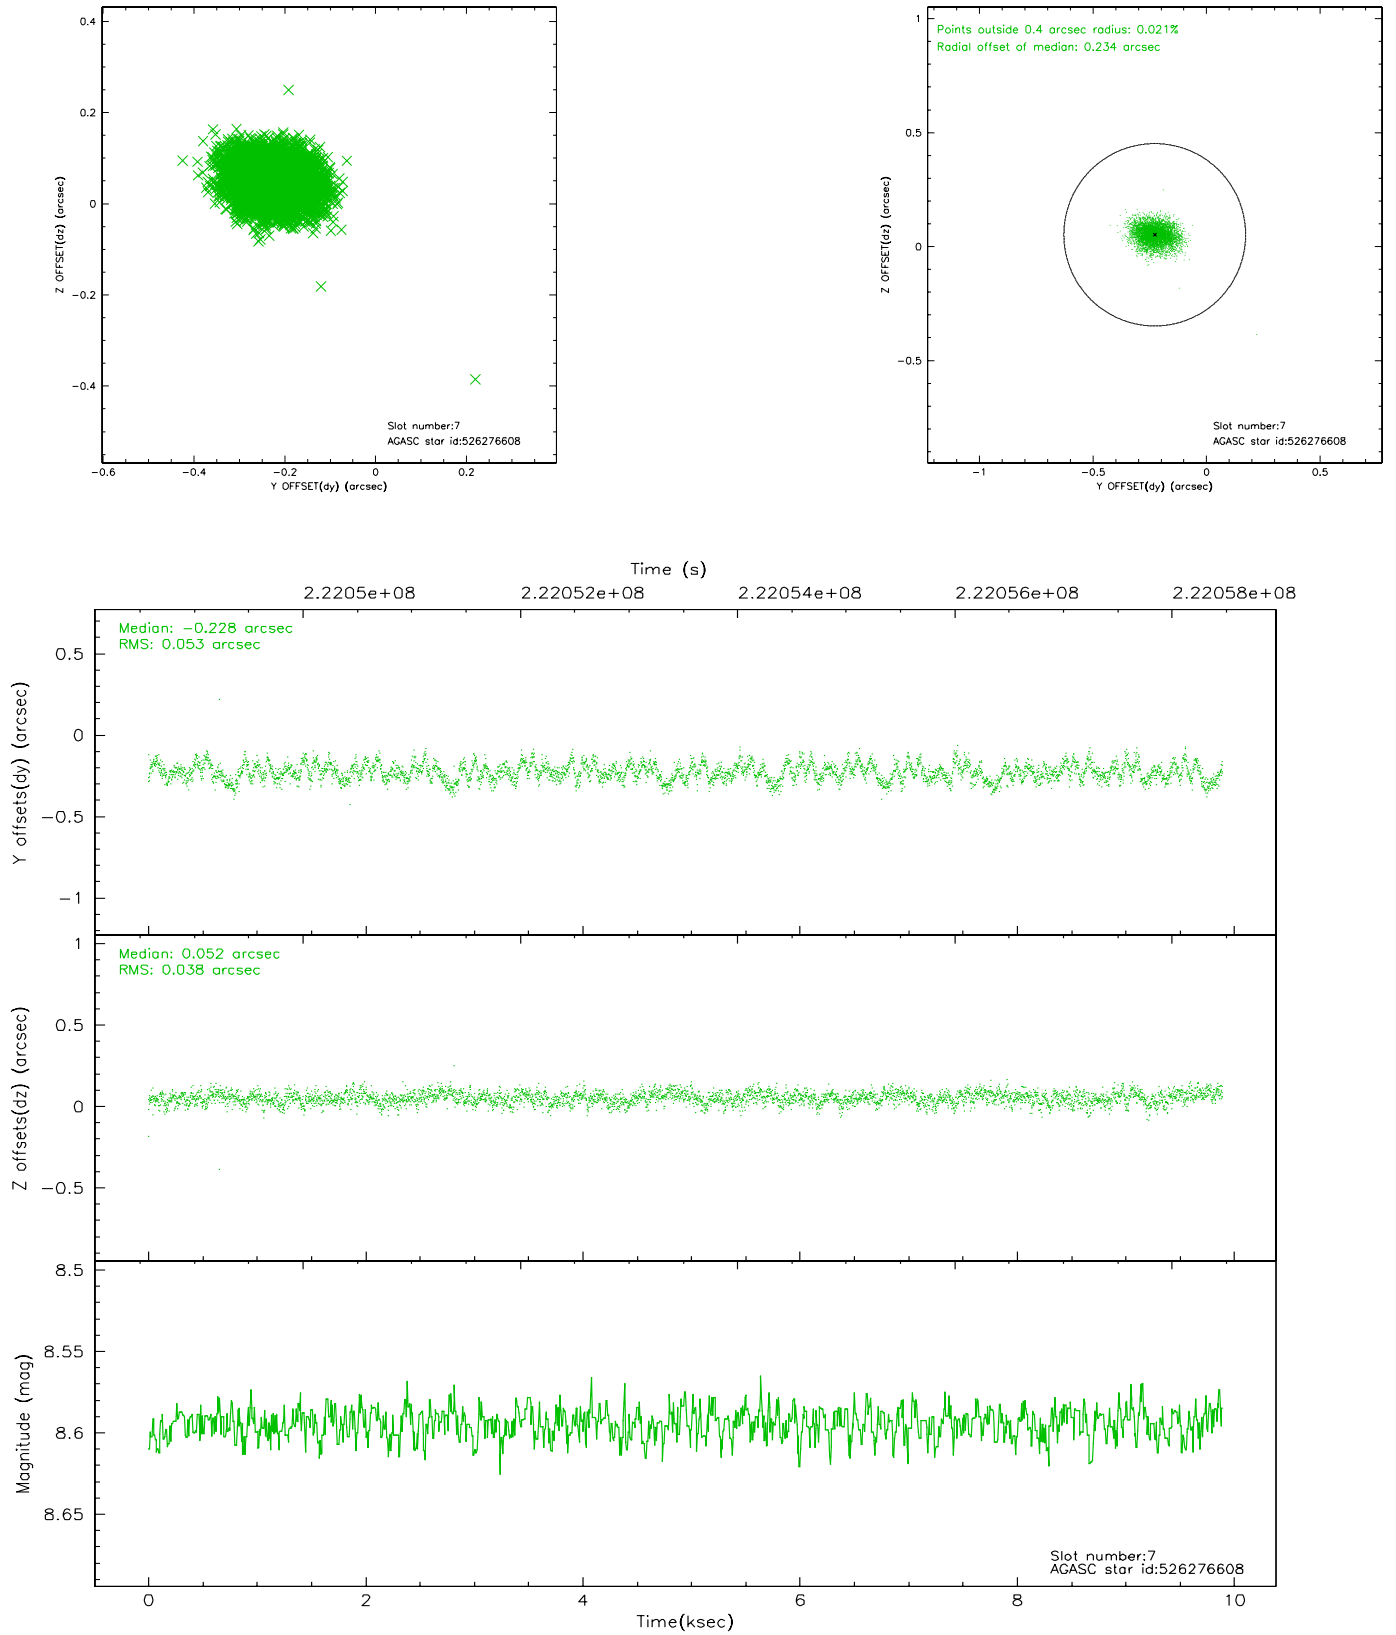 0.4
0.2
0
-0.2
-0.4
Z OFFSET(dz) (arcsec)
-0.6
-0.4
-0.2
0
0.2
Y OFFSET(dy) (arcsec)
Slot number:7
AGASC star id:526276608
Points outside 0.4 arcsec radius: 0.021%
Radial offset of median: 0.234 arcsec
1
0.5
0
-0.5
Z OFFSET(dz) (arcsec)
-1
-0.5
0
0.5
Y OFFSET(dy) (arcsec)
Slot number:7
AGASC star id:526276608
Time (s)
2.2205e+08
2.22052e+08
2.22054e+08
2.22056e+08
2.22058e+08
Median: -0.228 arcsec
RMS: 0.053 arcsec
0.5
0
-0.5
-1
Y offsets(dy) (arcsec)
Median: 0.052 arcsec
RMS: 0.038 arcsec
1
0.5
0
-0.5
Z offsets(dz) (arcsec)
8.5
8.55
8.6
8.65
Magnitude (mag)
Slot number:7
AGASC star id:526276608
0
2
4
6
8
10
Time(ksec)